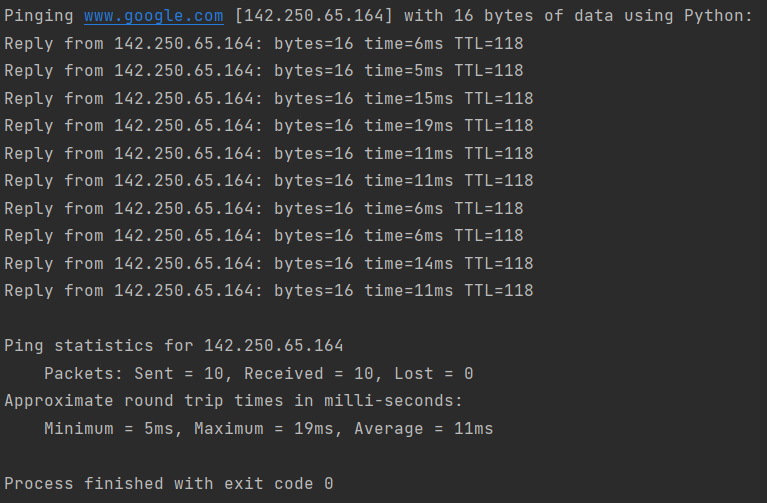 Pinging www.google.com [142.250.65.164] with 16 bytes of data using Python:
Reply from 142.250.65.164: bytes=16 time=6ms TTL=118
Reply from 142.250.65.164: bytes=16 time=5ms TTL=118
Reply from 142.250.65.164: bytes=16 time=15ms TTL=118
Reply from 142.250.65.164: bytes=16 time=19ms TTL=118
Reply from 142.250.65.164: bytes=16 time=11ms TTL=118
Reply from 142.250.65.164: bytes=16 time=11ms TTL=118
Reply from 142.250.65.164: bytes=16 time=6ms TTL=118
Reply from 142.250.65.164: bytes=16 time=6ms TTL=118
Reply from 142.250.65.164: bytes=16 time=14ms TTL=118
Reply from 142.250.65.164: bytes=16 time=11ms TTL=118

Ping statistics for 142.250.65.164
    Packets: Sent = 10, Received = 10, Lost = 0
Approximate round trip times in milli-seconds:
    Minimum = 5ms, Maximum = 19ms, Average = 11ms

Process finished with exit code 0